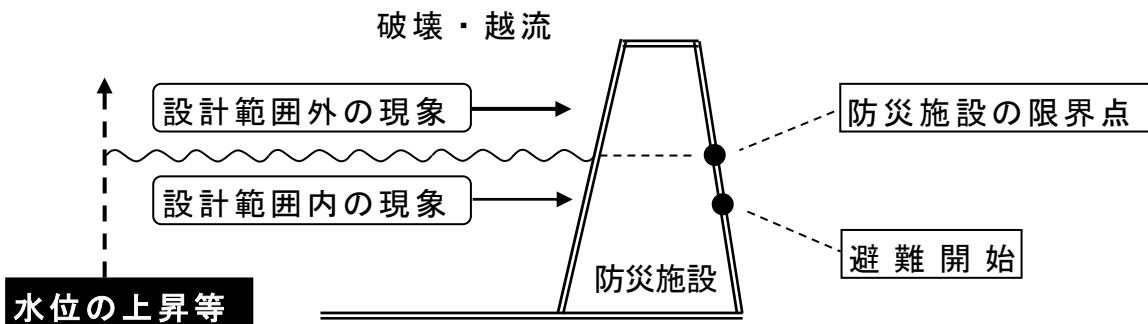 破壊・越流
設計範囲外の現象
防災施設の限界点
設計範囲内の現象
避難開始
防災施設
水位の上昇等